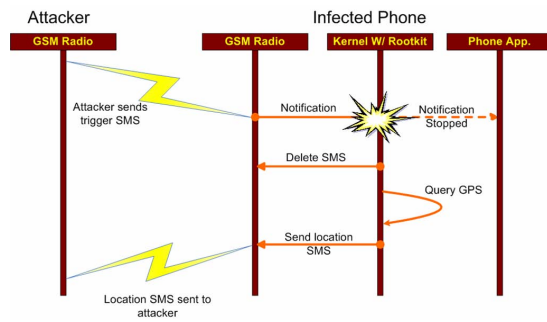 Attacker
Infected Phone
GSM Radio
GSM Radio
Kernel W/ Rootkit
Phone App.
Attacker sends
trigger SMS
Notification
Notification
Stopped
Delete SMS
Query GPS
Send location
SMS
Location SMS sent to
attacker